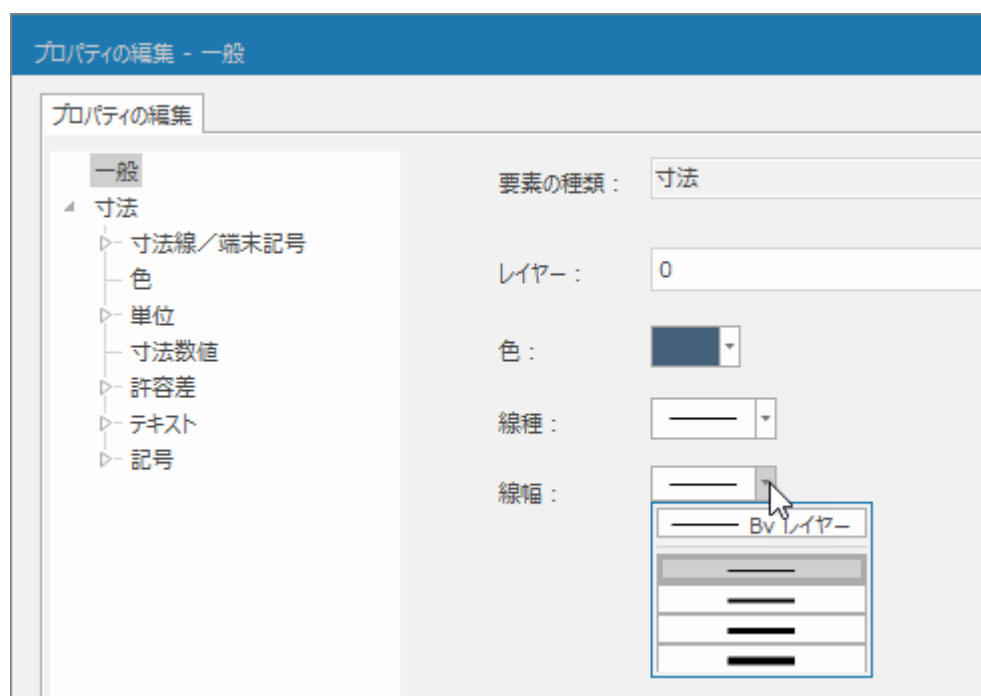 プロパティの編集 - 一般
プロパティの編集
一般
寸法
寸法線／端末記号
色
単位
寸法数値
許容差
テキスト
記号
要素の種類： 寸法
レイヤー： 0
色：
線種：
線幅：
By レイヤー